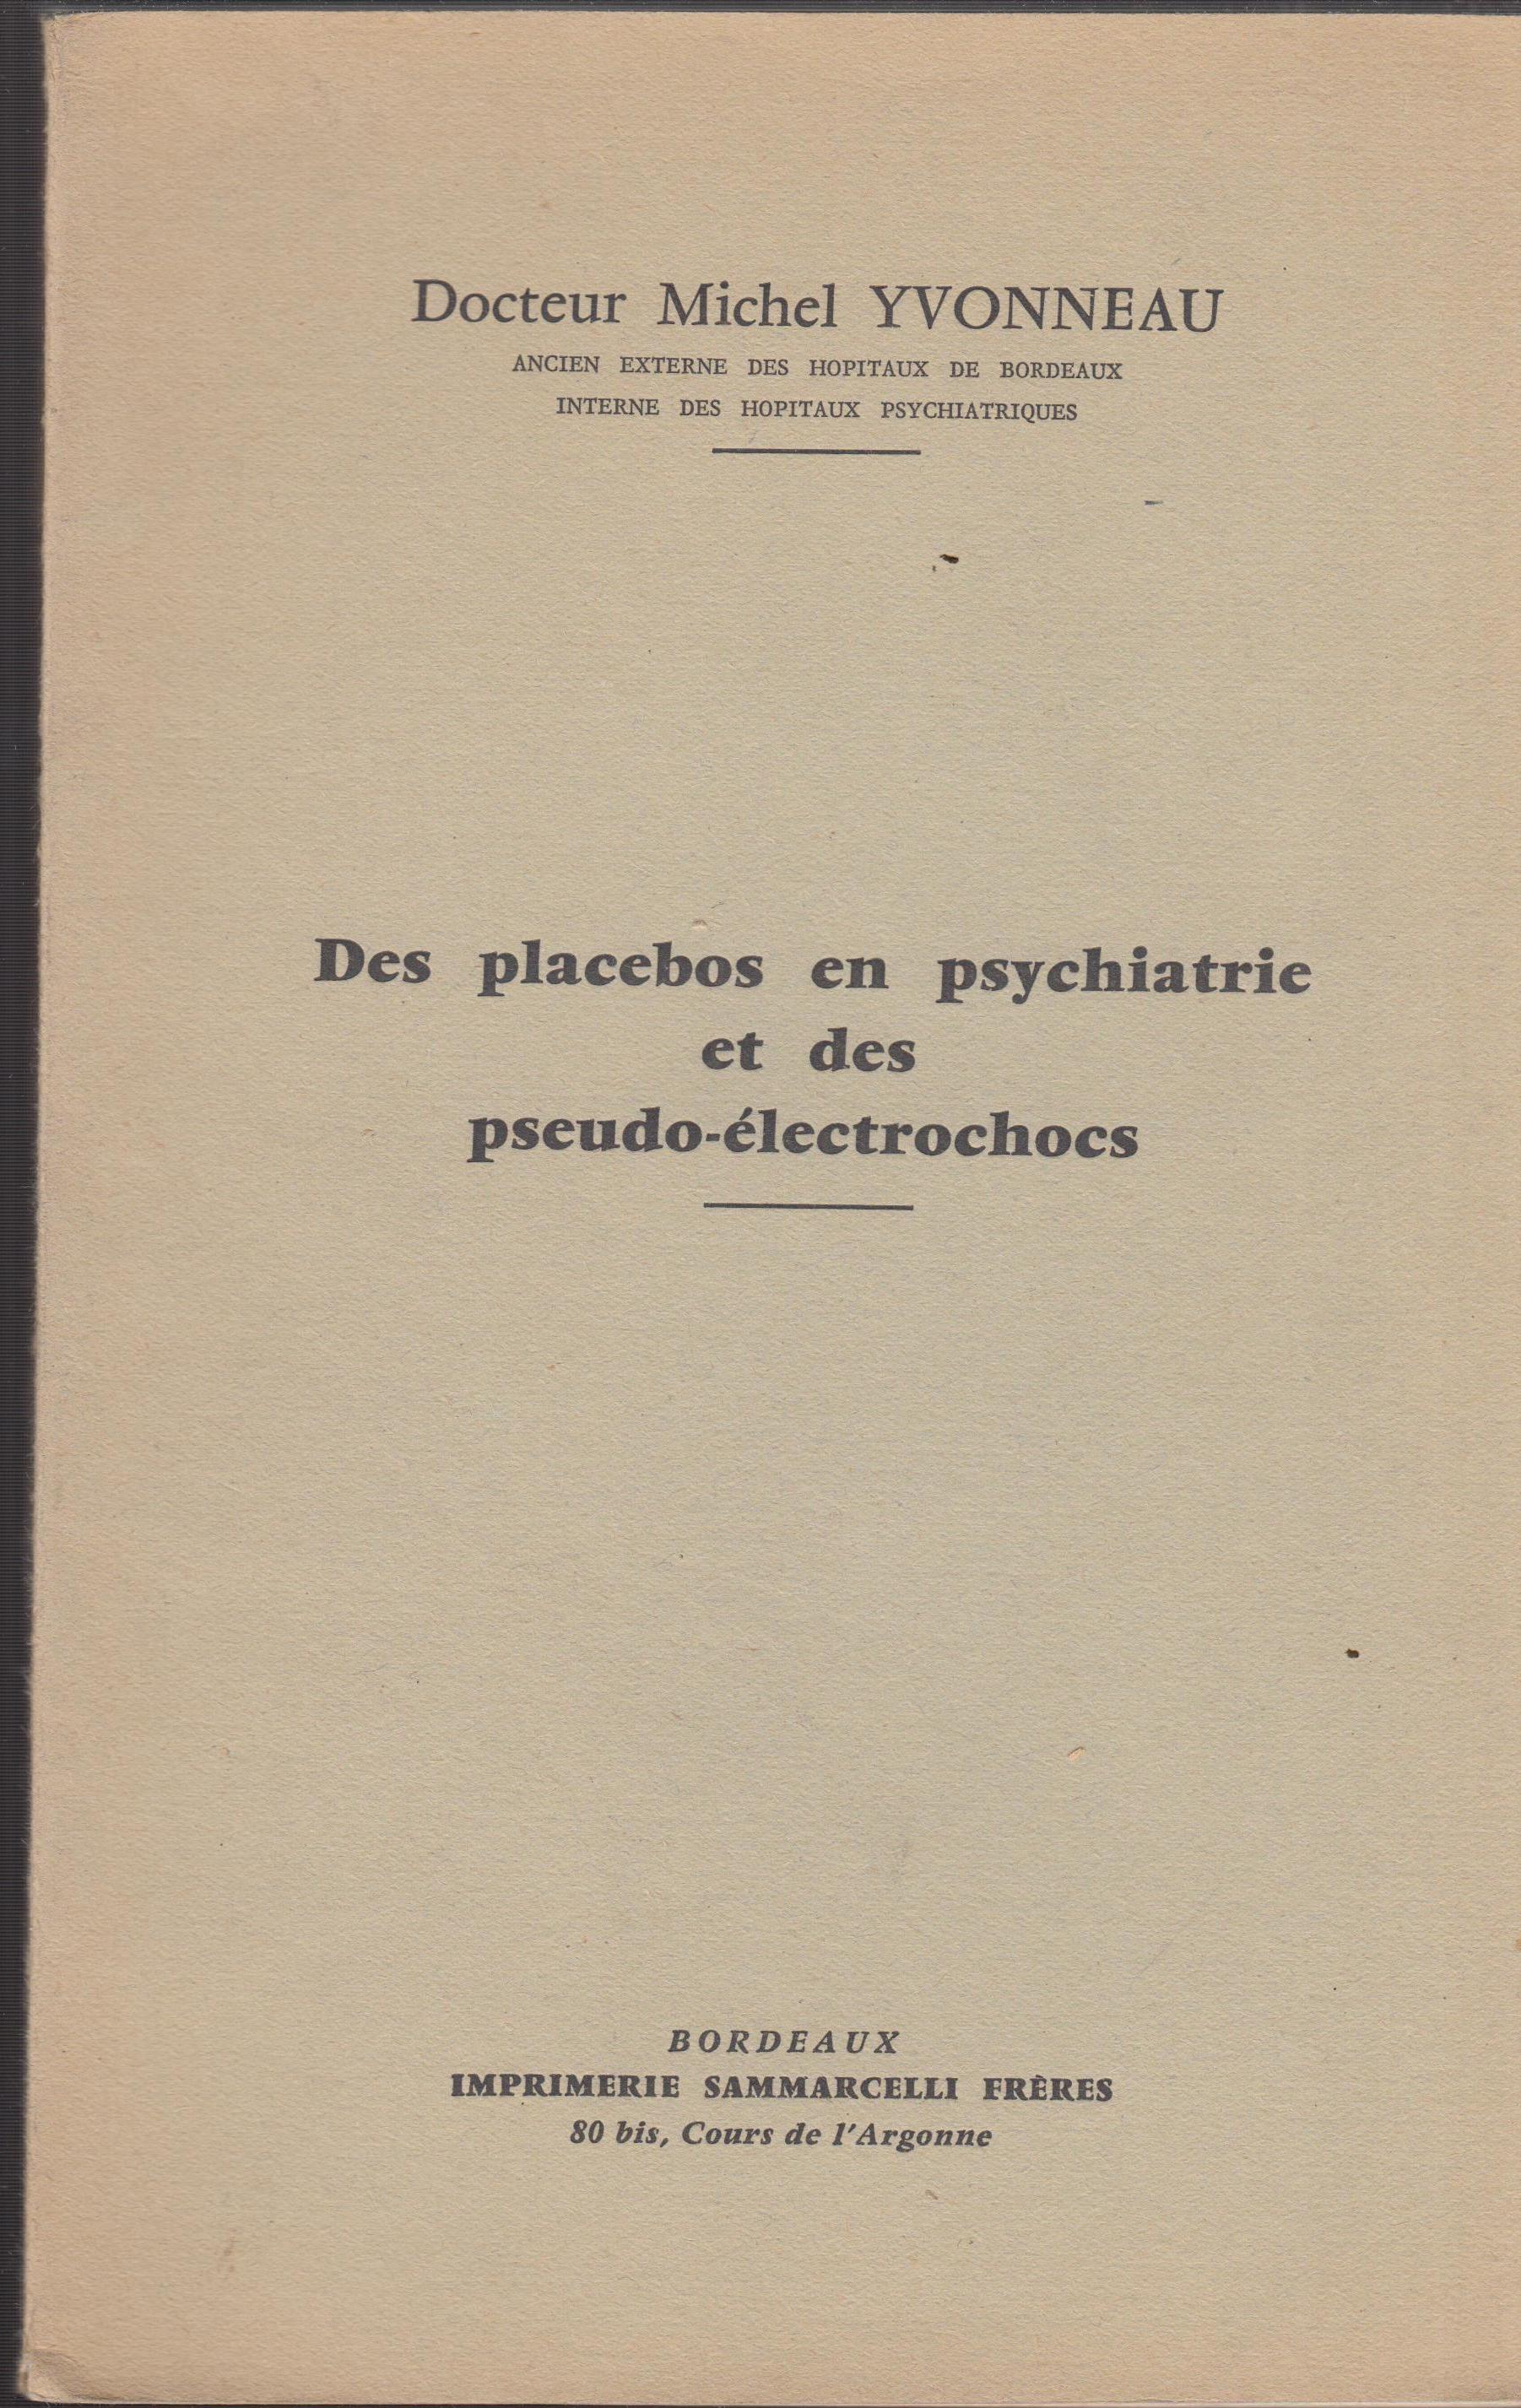 Docteur Michel YVONNEAU
ANCIEN EXTERNE DES HOPITAUX DE BORDEAUX
INTERNE DES HOPITAUX PSYCHIATRIQUES
Des placebos en psychiatrie
et des
pseudo-électrochocs
BORDEAUX
IMPRIMERIE SAMMARCELLI FRÈRES
80 bis, Cours de l'Argonne